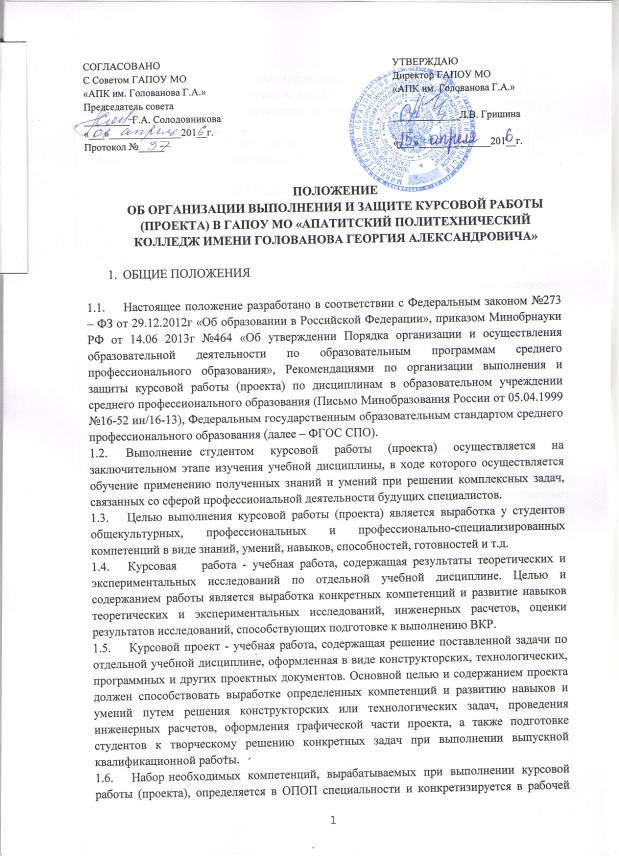 СОГЛАСОВАНО
С Советом ГАПОУ МО
«АПК им. Голованова Г.А.»
Председатель совета
Г.А. Солодовникова
апреля 2016 г.
Протокол № 37
УТВЕРЖДАЮ
Директор ГАПОУ МО
«АПК им. Голованова Г.А.»
Л.В. Гришина
«15» апреля 2016 г.
ПОЛОЖЕНИЕ
ОБ ОРГАНИЗАЦИИ ВЫПОЛНЕНИЯ И ЗАЩИТЕ КУРСОВОЙ РАБОТЫ
(ПРОЕКТА) В ГАПОУ МО «АПАТИТСКИЙ ПОЛИТЕХНИЧЕСКИЙ
КОЛЛЕДЖ ИМЕНИ ГОЛОВАНОВА ГЕОРГИЯ АЛЕКСАНДРОВИЧА»
1. ОБЩИЕ ПОЛОЖЕНИЯ
1.1. Настоящее положение разработано в соответствии с Федеральным законом №273
– ФЗ от 29.12.2012г «Об образовании в Российской Федерации», приказом Минобрнауки
РФ от 14.06 2013г №464 «Об утверждении Порядка организации и осуществления
образовательной деятельности по образовательным программам среднего
профессионального образования», Рекомендациями по организации выполнения и
защиты курсовой работы (проекта) по дисциплинам в образовательном учреждении
среднего профессионального образования (Письмо Минобразования России от 05.04.1999
№16-52 ин/16-13), Федеральным государственным образовательным стандартом среднего
профессионального образования (далее – ФГОС СПО).
1.2. Выполнение студентом курсовой работы (проекта) осуществляется на
заключительном этапе изучения учебной дисциплины, в ходе которого осуществляется
обучение применению полученных знаний и умений при решении комплексных задач,
связанных со сферой профессиональной деятельности будущих специалистов.
1.3. Целью выполнения курсовой работы (проекта) является выработка у студентов
общекультурных, профессиональных и профессионально-специализированных
компетенций в виде знаний, умений, навыков, способностей, готовностей и т.д.
1.4. Курсовая работа - учебная работа, содержащая результаты теоретических и
экспериментальных исследований по отдельной учебной дисциплине. Целью и
содержанием работы является выработка конкретных компетенций и развитие навыков
теоретических и экспериментальных исследований, инженерных расчетов, оценки
результатов исследований, способствующих подготовке к выполнению ВКР.
1.5. Курсовой проект - учебная работа, содержащая решение поставленной задачи по
отдельной учебной дисциплине, оформленная в виде конструкторских, технологических,
программных и других проектных документов. Основной целью и содержанием проекта
должен способствовать выработке определенных компетенций и развитию навыков и
умений путем решения конструкторских или технологических задач, проведения
инженерных расчетов, оформления графической части проекта, а также подготовке
студентов к творческому решению конкретных задач при выполнении выпускной
квалификационной работы.
1.6. Набор необходимых компетенций, вырабатываемых при выполнении курсовой
работы (проекта), определяется в ОПОП специальности и конкретизируется в рабочей
1